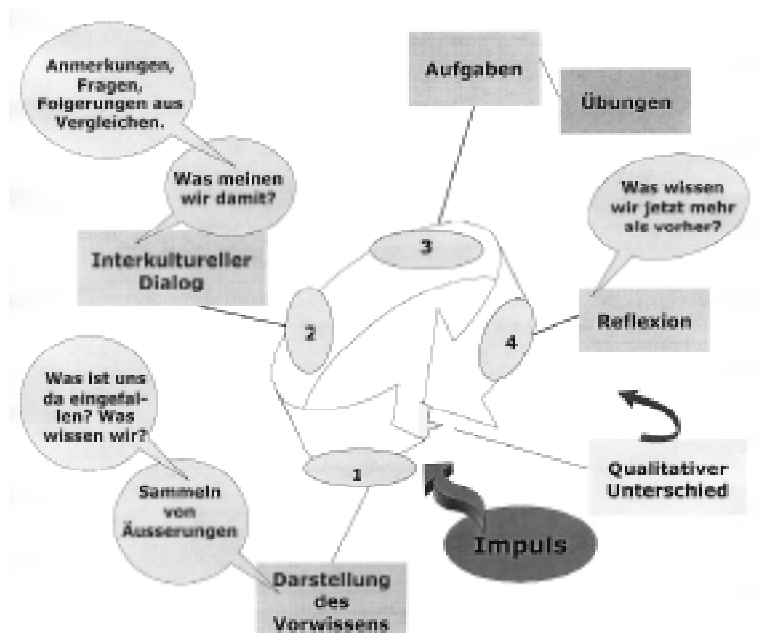 Anmerkungen,
Fragen,
Folgerungen aus
Vergleichen.
Was meinen
wir damit?
Interkultureller
Dialog
Aufgaben
Übungen
Was wissen
wir jetzt mehr
als vorher?
Reflexion
3
2
4
1
Was ist uns
da eingefal-
len? Was
wissen wir?
Sammeln
von
Äusserungen
Darstellung
des
Vorwissens
Impuls
Qualitativer
Unterschied